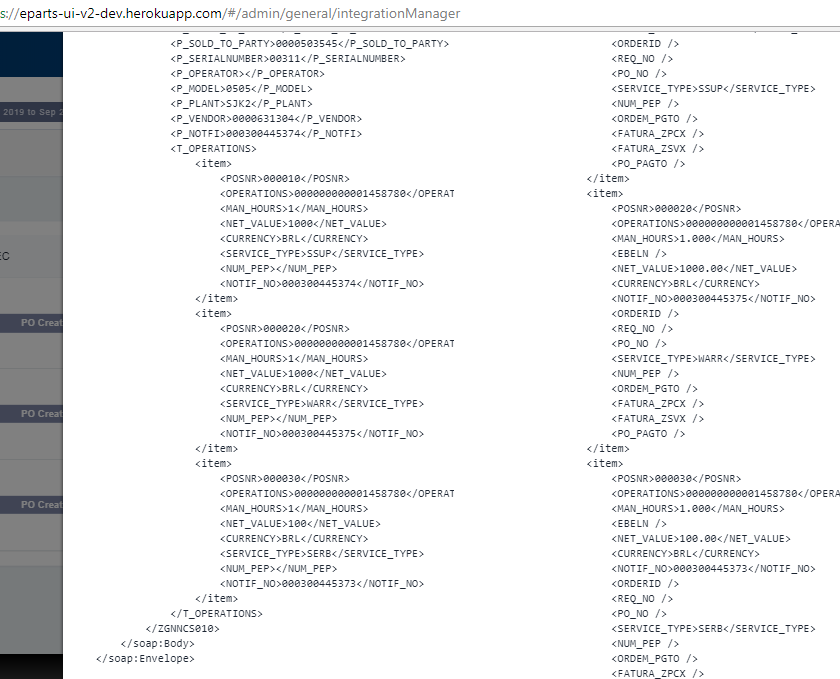 s://eparts-ui-v2-dev.herokuapp.com/#/admin/general/integrationManager
2019 to Sep 2
EC
PO Creat
PO Creat
PO Creat
<P_SOLD_TO_PARTY>0000503545</P_SOLD_TO_PARTY>
<P_SERIALNUMBER>00311</P_SERIALNUMBER>
<P_OPERATOR></P_OPERATOR>
<P_MODEL>0505</P_MODEL>
<P_PLANT>SJK2</P_PLANT>
<P_VENDOR>0000631304</P_VENDOR>
<P_NOTFI>000300445374</P_NOTFI>
<T_OPERATIONS>
<item>
<POSNR>000010</POSNR>
<OPERATIONS>000000000001458780</OPERAT
<MAN_HOURS>1</MAN_HOURS>
<NET_VALUE>1000</NET_VALUE>
<CURRENCY>BRL</CURRENCY>
<SERVICE_TYPE>SSUP</SERVICE_TYPE>
<NUM_PEP></NUM_PEP>
<NOTIF_NO>000300445374</NOTIF_NO>
</item>
<item>
<POSNR>000020</POSNR>
<OPERATIONS>000000000001458780</OPERAT
<MAN_HOURS>1</MAN_HOURS>
<NET_VALUE>1000</NET_VALUE>
<CURRENCY>BRL</CURRENCY>
<SERVICE_TYPE>WARR</SERVICE_TYPE>
<NUM_PEP></NUM_PEP>
<NOTIF_NO>000300445375</NOTIF_NO>
</item>
<item>
<POSNR>000030</POSNR>
<OPERATIONS>000000000001458780</OPERAT
<MAN_HOURS>1</MAN_HOURS>
<NET_VALUE>100</NET_VALUE>
<CURRENCY>BRL</CURRENCY>
<SERVICE_TYPE>SERB</SERVICE_TYPE>
<NUM_PEP></NUM_PEP>
<NOTIF_NO>000300445373</NOTIF_NO>
</item>
</T_OPERATIONS>
</ZGNNCS010>
</soap:Body>
</soap:Envelope>
<ORDERID />
<REQ_NO />
<PO_NO />
<SERVICE_TYPE>SSUP</SERVICE_TYPE>
<NUM_PEP />
<ORDEM_PGTO />
<FATURA_ZPCX />
<FATURA_ZSVX />
<PO_PAGTO />
</item>
<item>
<POSNR>000020</POSNR>
<OPERATIONS>000000000001458780</OPERA
<MAN_HOURS>1.000</MAN_HOURS>
<EBELN />
<NET_VALUE>1000.00</NET_VALUE>
<CURRENCY>BRL</CURRENCY>
<NOTIF_NO>000300445375</NOTIF_NO>
<ORDERID />
<REQ_NO />
<PO_NO />
<SERVICE_TYPE>WARR</SERVICE_TYPE>
<NUM_PEP />
<ORDEM_PGTO />
<FATURA_ZPCX />
<FATURA_ZSVX />
<PO_PAGTO />
</item>
<item>
<POSNR>000030</POSNR>
<OPERATIONS>000000000001458780</OPERA
<MAN_HOURS>1.000</MAN_HOURS>
<EBELN />
<NET_VALUE>100.00</NET_VALUE>
<CURRENCY>BRL</CURRENCY>
<NOTIF_NO>000300445373</NOTIF_NO>
<ORDERID />
<REQ_NO />
<PO_NO />
<SERVICE_TYPE>SERB</SERVICE_TYPE>
<NUM_PEP />
<ORDEM_PGTO />
<FATURA_ZPCX />